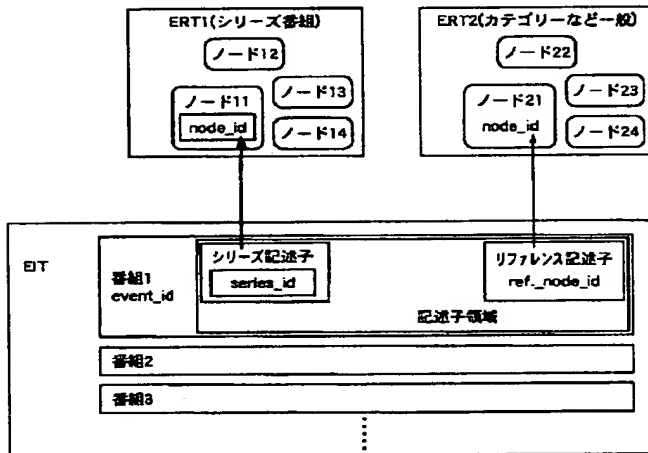 ERT1(シリーズ番組)
ノード12
ノード11
node_id
ノード13
ノード14
ERT2(カテゴリーなど一般)
ノード22
ノード21
node_id
ノード23
ノード24
EIT
番組1
event_id
シリーズ記述子
series_id
リファレンス記述子
ref._node_id
記述子領域
番組2
番組3